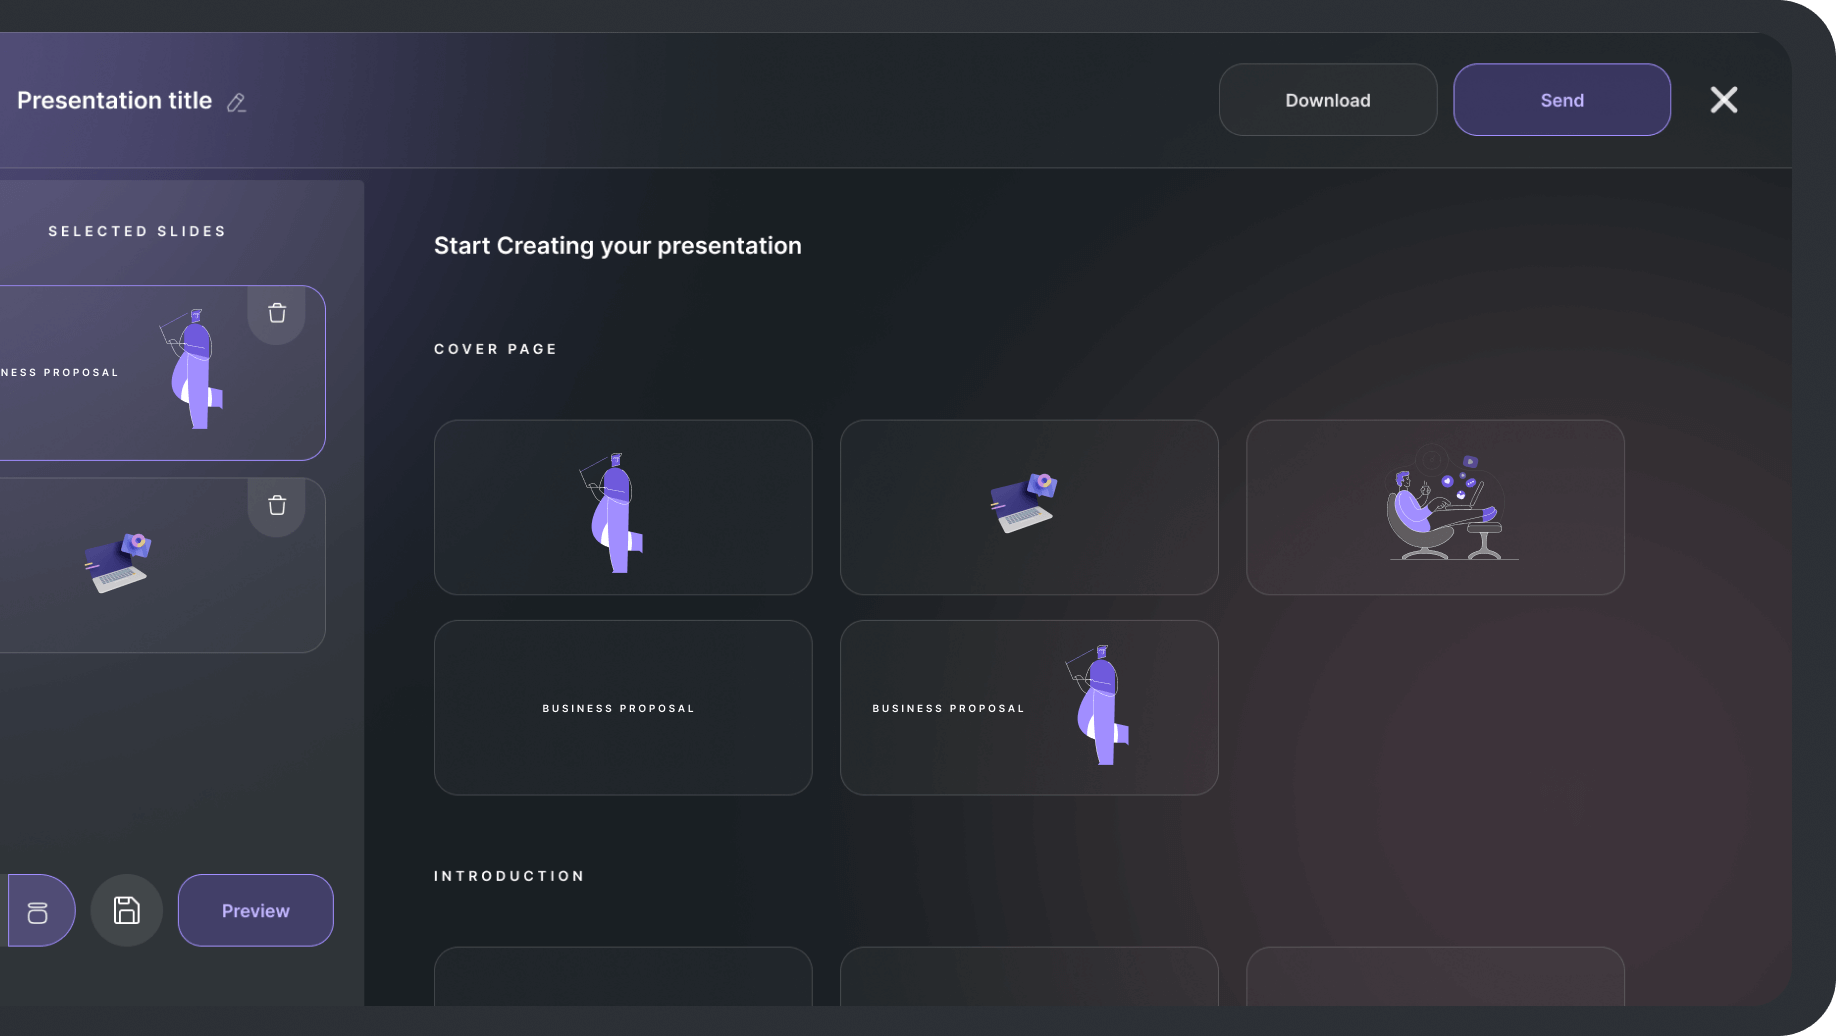 Presentation title
Download
Send
SELECTED SLIDES
NESS PROPOSAL
Start Creating your presentation
COVER PAGE
BUSINESS PROPOSAL
BUSINESS PROPOSAL
INTRODUCTION
Preview